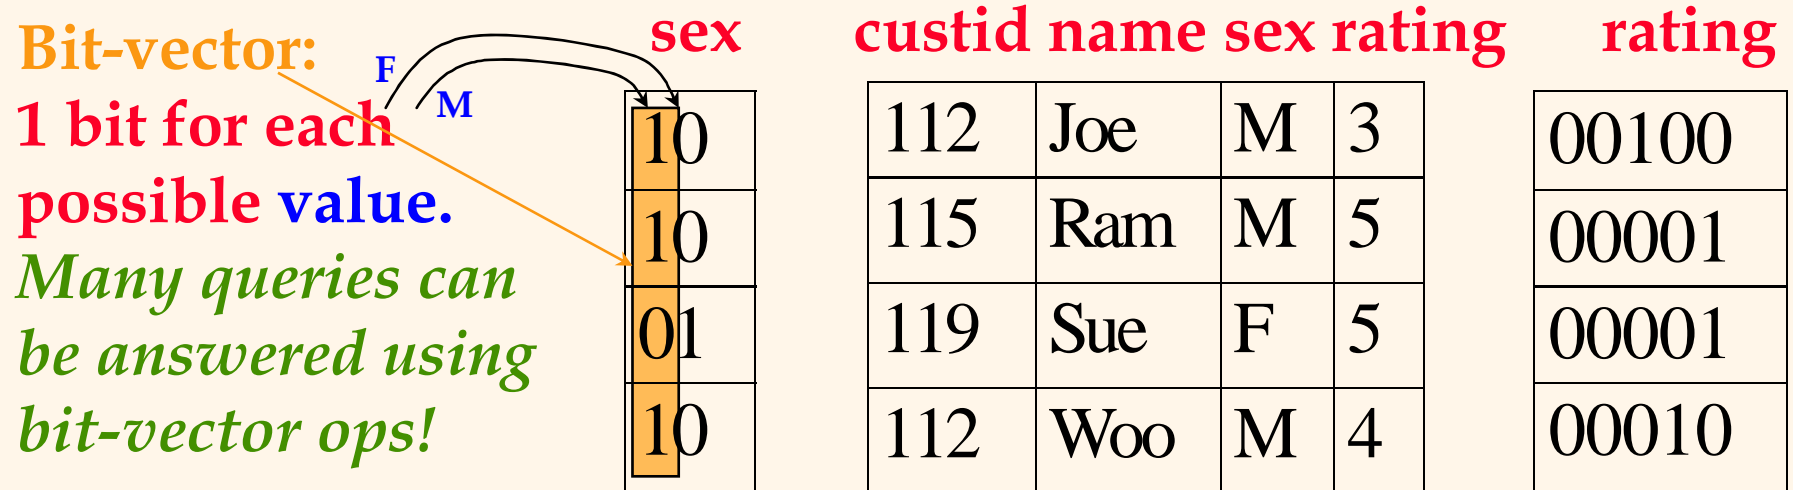 Bit-vector:
1 bit for each
possible value.
Many queries can
be answered using
bit-vector ops!
F
M
sex
10
10
01
10
custid name sex rating
112 Joe M 3
115 Ram M 5
119 Sue F 5
112 Woo M 4
rating
00100
00001
00001
00010